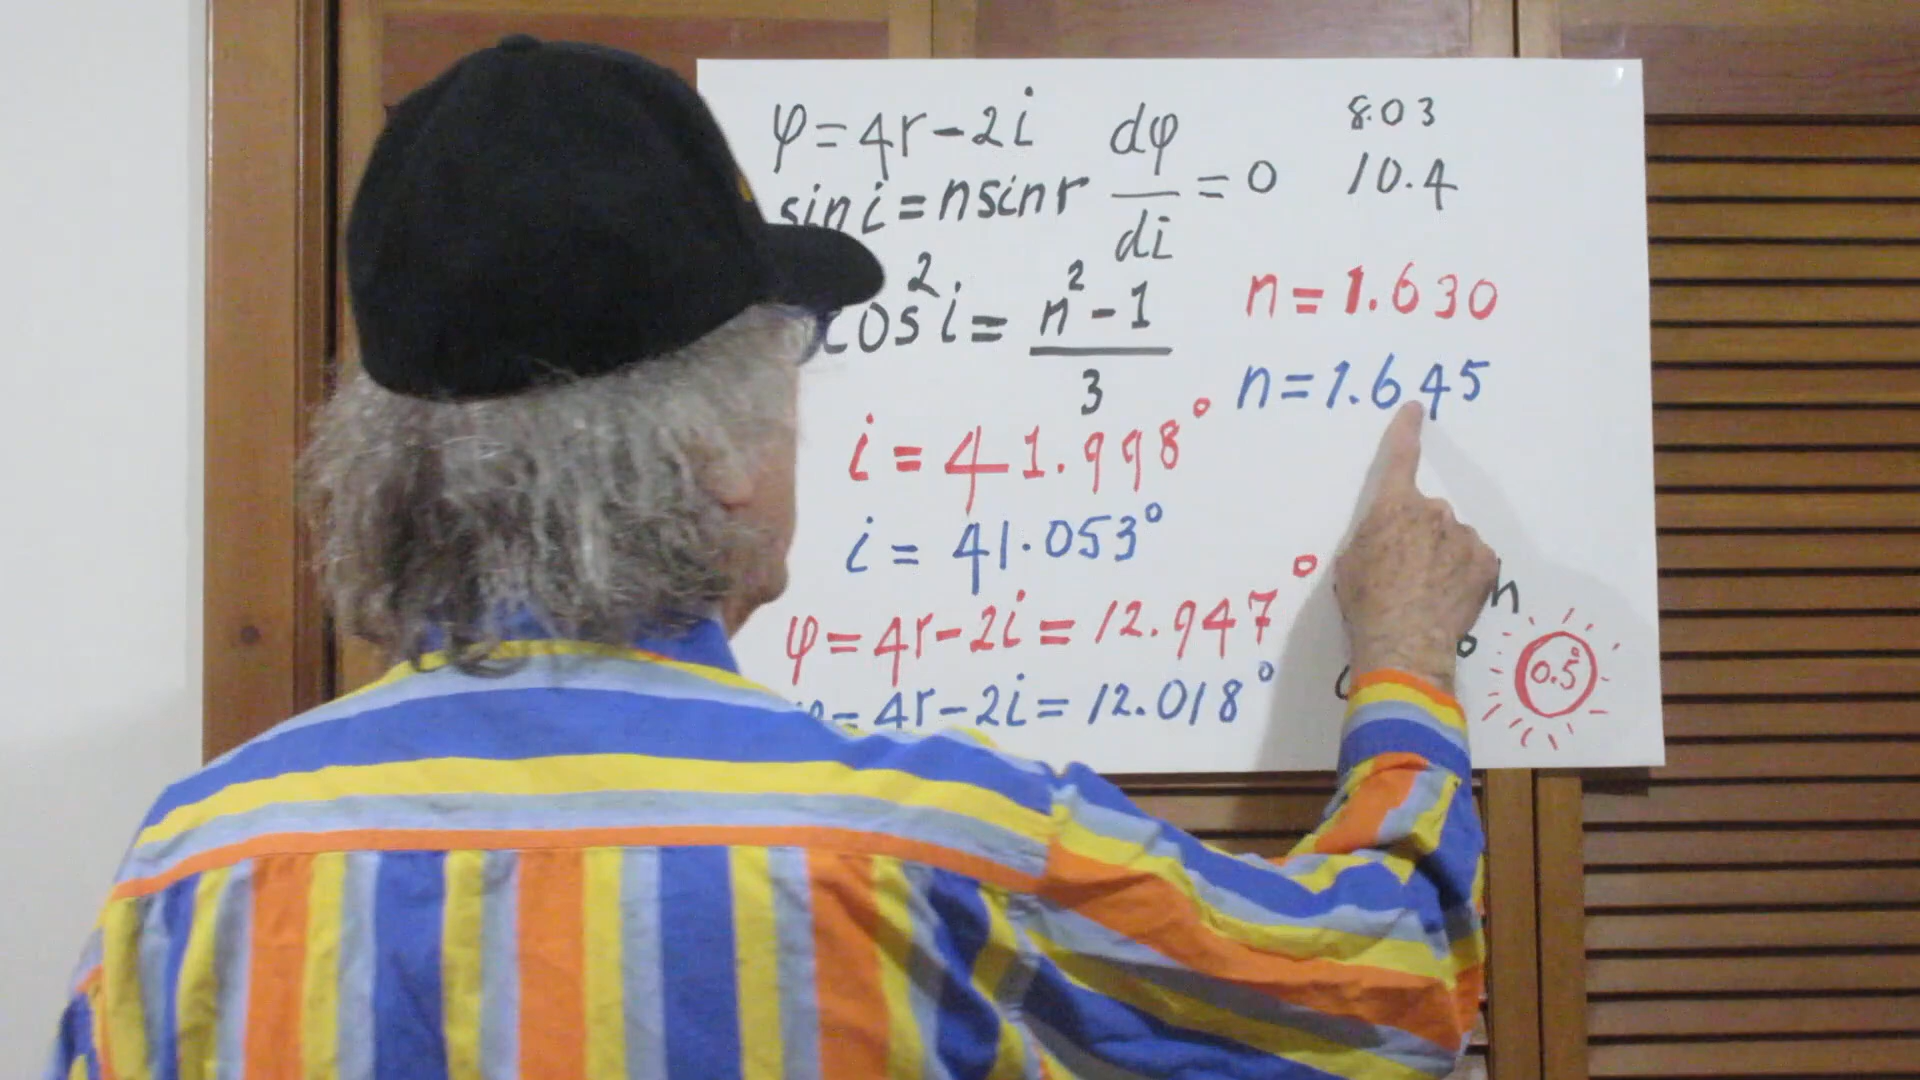 φ=4r-2i dφ/di = 0 8.03
sin i = n sin r 10.4
cos²i = n²-1/3 n = 1.630
n = 1.645
i = 41.998°
i = 41.053°
φ = 4r-2i = 12.947°
φ = 4r-2i = 12.018° 0.5°